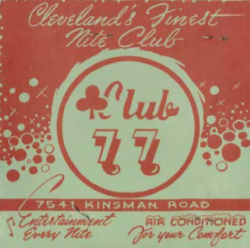 Cleveland's Finest
Nite Club
Club
77
7541 KINSMAN ROAD
Entertainment
Every Nite
AIR CONDITIONED
for your Comfort